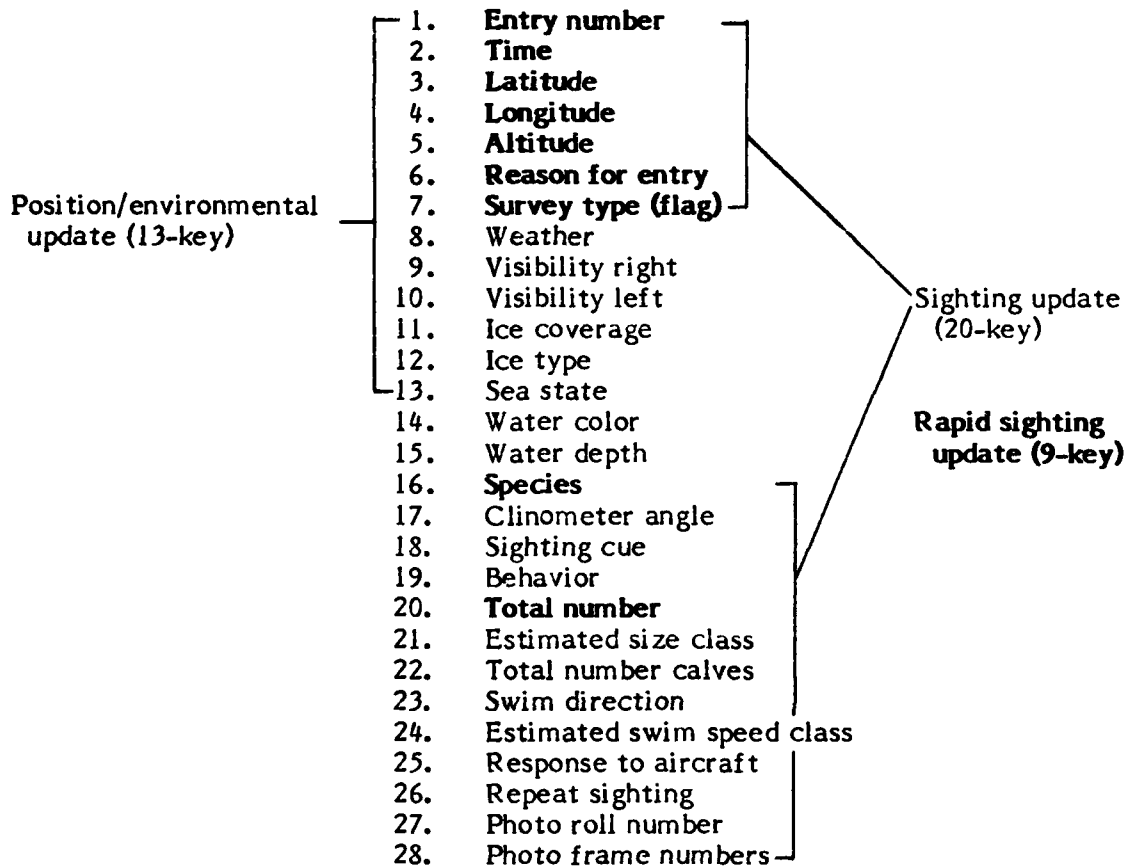 1. Entry number
2. Time
3. Latitude
4. Longitude
5. Altitude
6. Reason for entry
7. Survey type (flag)
8. Weather
9. Visibility right
10. Visibility left
11. Ice coverage
12. Ice type
13. Sea state
14. Water color
15. Water depth
16. Species
17. Clinometer angle
18. Sighting cue
19. Behavior
20. Total number
21. Estimated size class
22. Total number calves
23. Swim direction
24. Estimated swim speed class
25. Response to aircraft
26. Repeat sighting
27. Photo roll number
28. Photo frame numbers
Position/environmental
update (13-key)
Sighting update
(20-key)
Rapid sighting
update (9-key)